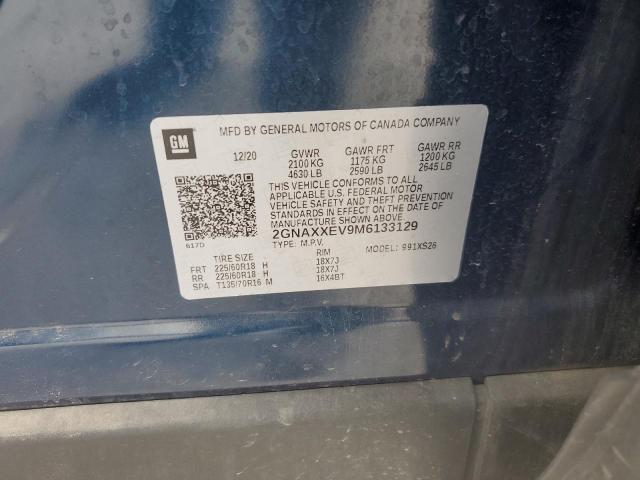 MFD BY GENERAL MOTORS OF CANADA COMPANY
GM
12/20 GVWR GAWR FRT GAWR RR
2100 KG 1175 KG 1200 KG
4630 LB 2590 LB 2645 LB
THIS VEHICLE CONFORMS TO ALL
APPLICABLE U.S. FEDERAL MOTOR
VEHICLE SAFETY AND THEFT PREVENTION
STANDARDS IN EFFECT ON THE DATE OF
MANUFACTURE SHOWN ABOVE.
2GNAXXEV9M6133129
617D TYPE: M.P.V. MODEL: 991XS26
TIRE SIZE RIM
FRT 225/60R18 H 18X7J
RR 225/60R18 H 18X7J
SPA T135/70R16 M 16X4BT